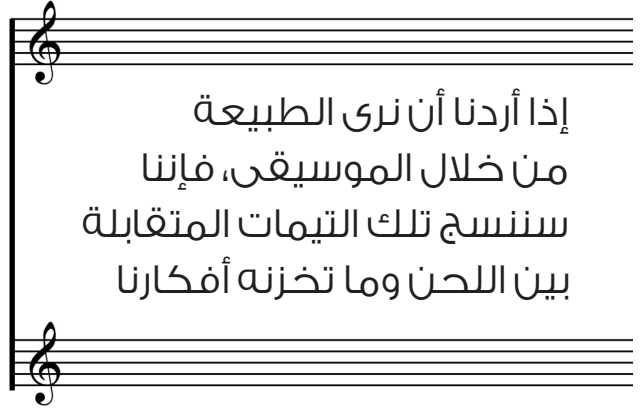 إذا أردنا أن نرى الطبيعة
من خلال الموسيقى، فإننا
سننسج تلك التيمات المتقابلة
بين اللحن وما تخزنه أفكارنا